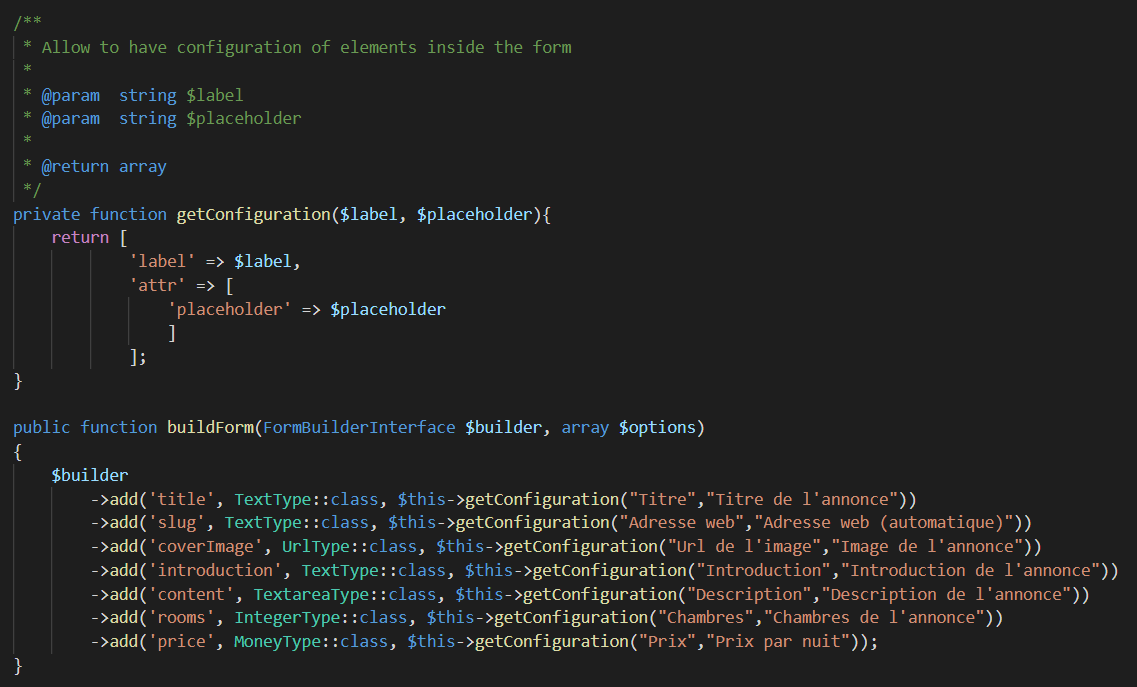 /**
 * Allow to have configuration of elements inside the form
 *
 * @param  string $label
 * @param  string $placeholder
 *
 * @return array
 */
private function getConfiguration($label, $placeholder){
    return [
            'label' => $label,
            'attr' => [
                'placeholder' => $placeholder
                ]
            ];
}

public function buildForm(FormBuilderInterface $builder, array $options)
{
    $builder
        ->add('title', TextType::class, $this->getConfiguration("Titre","Titre de l'annonce"))
        ->add('slug', TextType::class, $this->getConfiguration("Adresse web","Adresse web (automatique)"))
        ->add('coverImage', UrlType::class, $this->getConfiguration("Url de l'image","Image de l'annonce"))
        ->add('introduction', TextType::class, $this->getConfiguration("Introduction","Introduction de l'annonce"))
        ->add('content', TextareaType::class, $this->getConfiguration("Description","Description de l'annonce"))
        ->add('rooms', IntegerType::class, $this->getConfiguration("Chambres","Chambres de l'annonce"))
        ->add('price', MoneyType::class, $this->getConfiguration("Prix","Prix par nuit"));
}